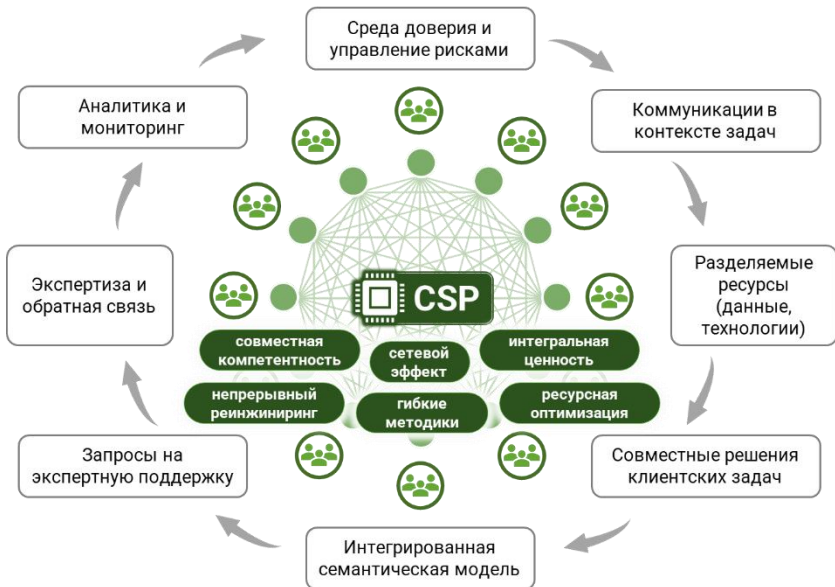 Среда доверия и
управление рисками
Коммуникации в
контексте задач
Разделяемые
ресурсы
(данные,
технологии)
Совместные решения
клиентских задач
Интегрированная
семантическая модель
Запросы на
экспертную поддержку
Экспертиза и
обратная связь
Аналитика и
мониторинг
CSP
совместная
компетентность
сетевой
эффект
интегральная
ценность
непрерывный
реинжиниринг
гибкие
методики
ресурсная
оптимизация